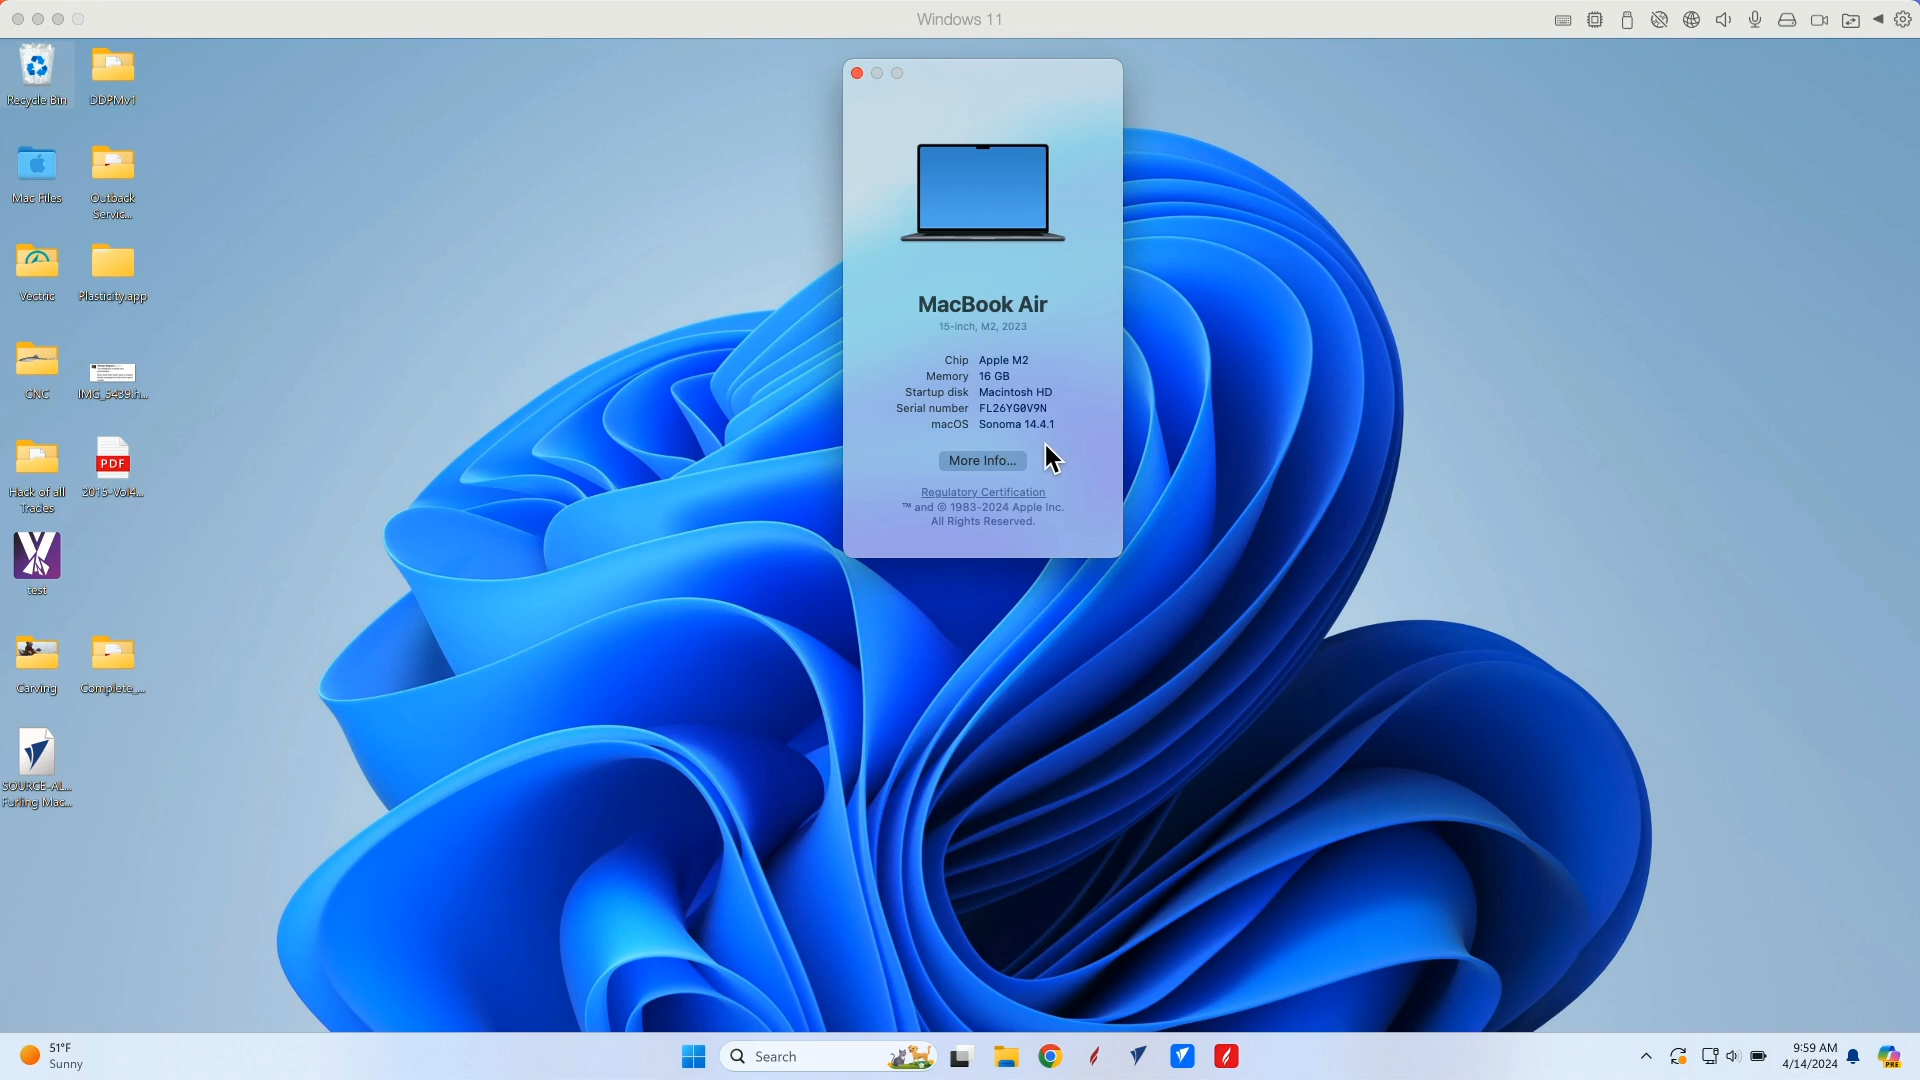 Windows 11
Recycle Bin
DDPMv1
Mac Files
Outback
Servic...
Vectric
Plasticity.app
CNC
IMG_5439.h...
PDF
Hack of all
Trades
2015-Vol4...
test
Carving
Complete_...
SOURCE-AL...
Furling Mac...
MacBook Air
15-inch, M2, 2023
Chip Apple M2
Memory 16 GB
Startup disk Macintosh HD
Serial number FL26YG0V9N
macOS Sonoma 14.4.1
More Info...
Regulatory Certification
™ and © 1983-2024 Apple Inc.
All Rights Reserved.
51°F
Sunny
Search
9:59 AM
4/14/2024
PRE